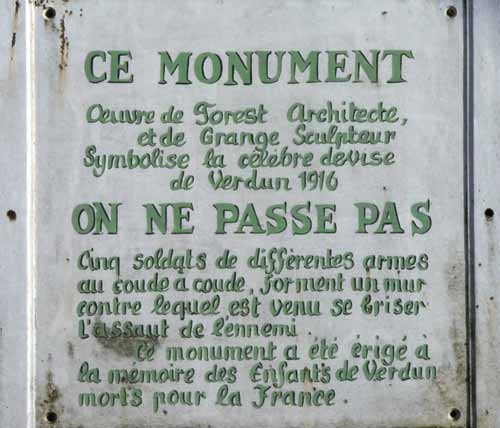 CE MONUMENT
Oeuvre de Forest Architecte,
et de Grange Sculpteur
Symbolise la célèbre devise
de Verdun 1916
ON NE PASSE PAS
Cinq soldats de différentes armes
au coude à coude, forment un mur
contre lequel est venu se briser
l'assaut de lennemi.
Ce monument a été érigé à
la mémoire des Enfants de Verdun
morts pour la France.